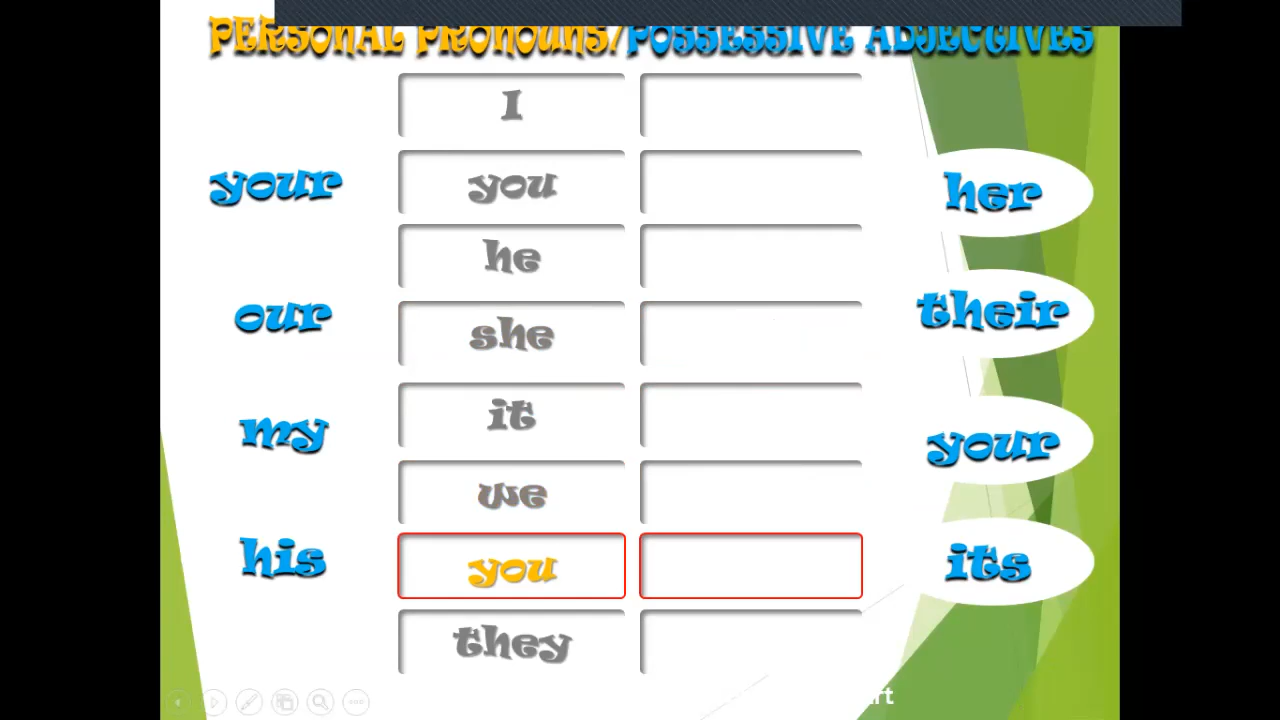 PERSONAL PRONOUNS/POSSESSIVE ADJECTIVES
I
your
you
her
he
our
she
their
my
it
your
we
his
you
its
they
rt